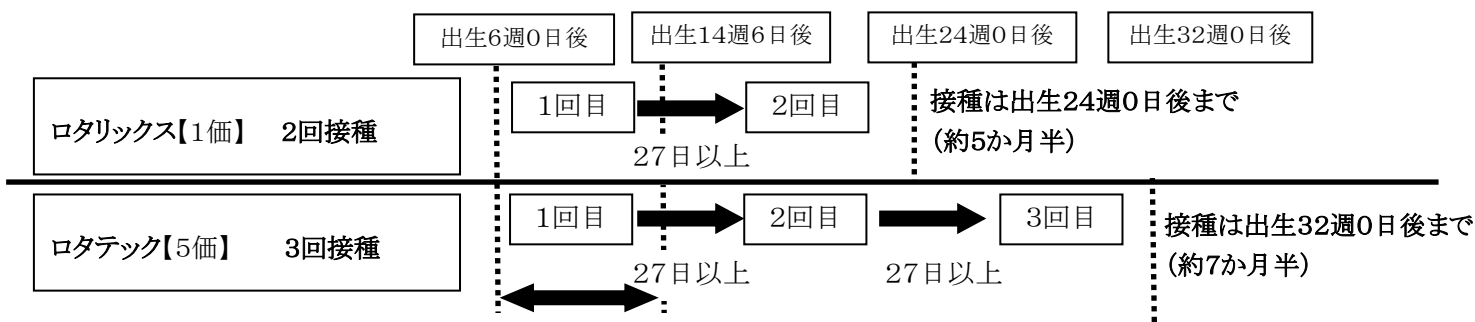 出生6週0日後
出生14週6日後
出生24週0日後
出生32週0日後
ロタリックス【1価】 2回接種
1回目
2回目
27日以上
接種は出生24週0日後まで
(約5か月半)
ロタテック【5価】 3回接種
1回目
2回目
3回目
27日以上
27日以上
接種は出生32週0日後まで
(約7か月半)